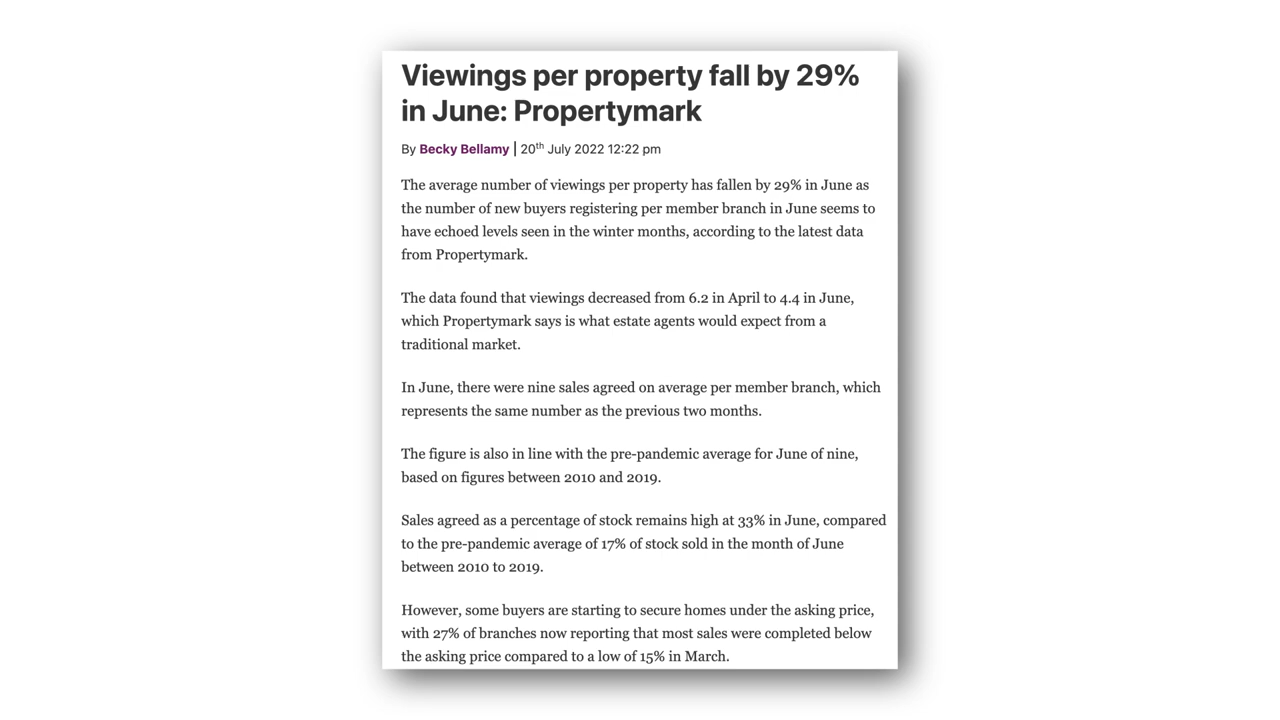 Viewings per property fall by 29%
in June: Propertymark
By Becky Bellamy | 20th July 2022 12:22 pm
The average number of viewings per property has fallen by 29% in June as
the number of new buyers registering per member branch in June seems to
have echoed levels seen in the winter months, according to the latest data
from Propertymark.
The data found that viewings decreased from 6.2 in April to 4.4 in June,
which Propertymark says is what estate agents would expect from a
traditional market.
In June, there were nine sales agreed on average per member branch, which
represents the same number as the previous two months.
The figure is also in line with the pre-pandemic average for June of nine,
based on figures between 2010 and 2019.
Sales agreed as a percentage of stock remains high at 33% in June, compared
to the pre-pandemic average of 17% of stock sold in the month of June
between 2010 to 2019.
However, some buyers are starting to secure homes under the asking price,
with 27% of branches now reporting that most sales were completed below
the asking price compared to a low of 15% in March.